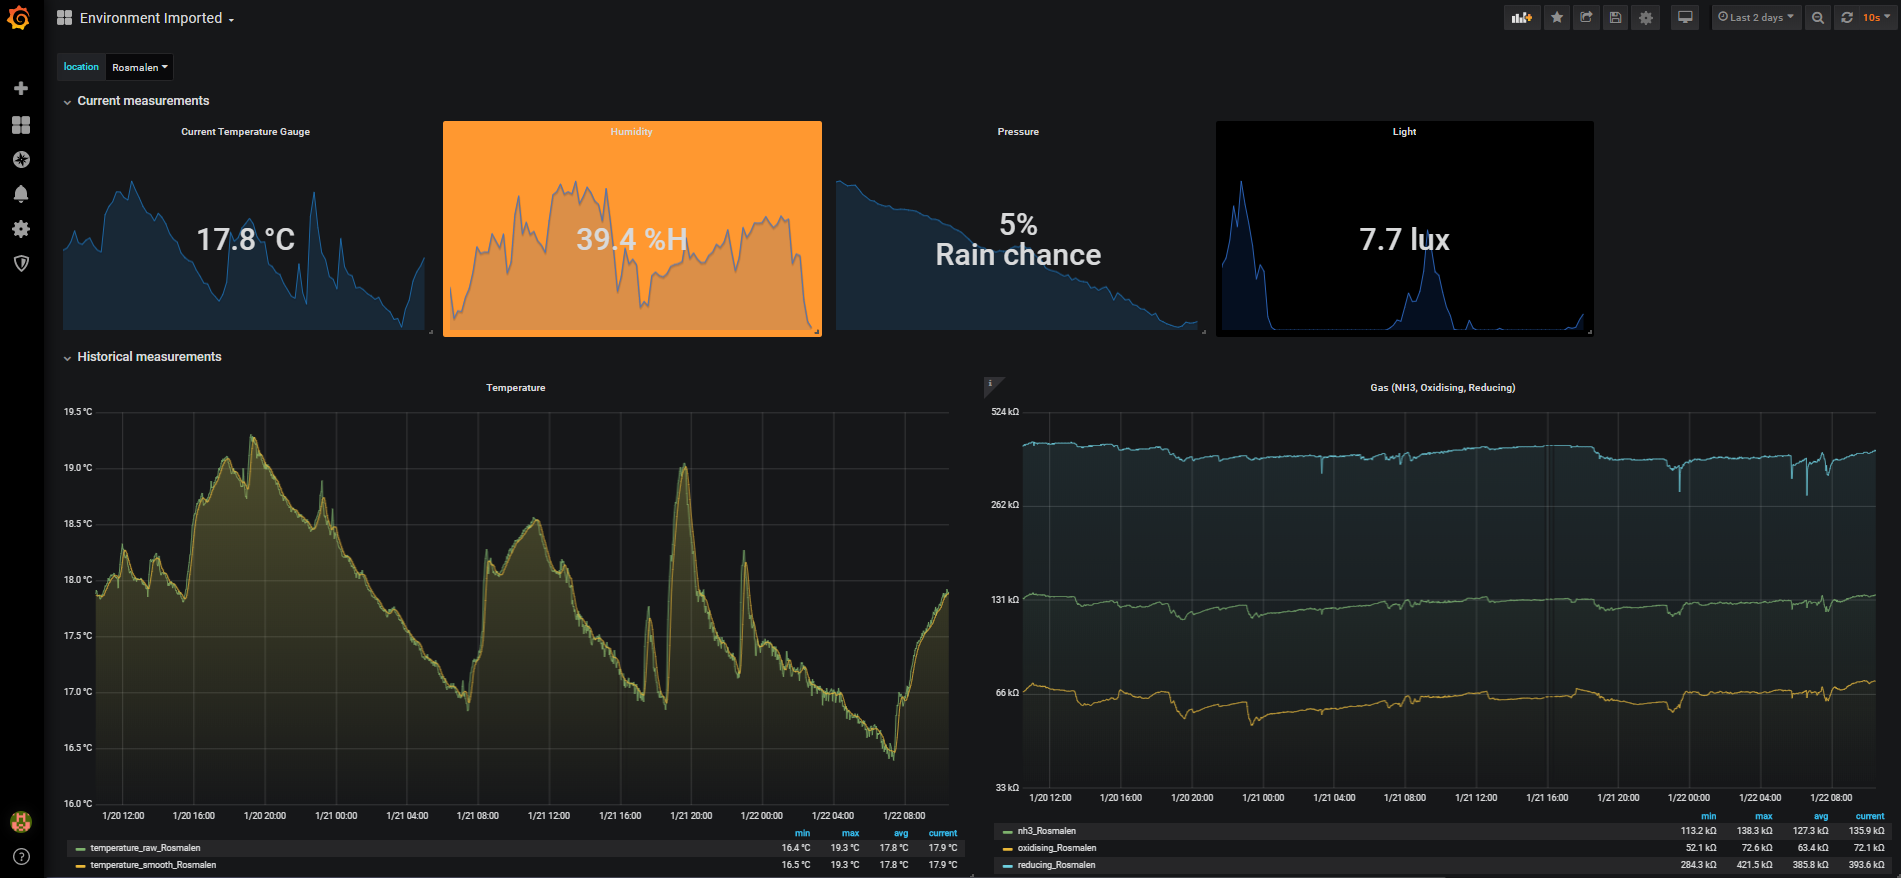 Environment Imported
Last 2 days
10s
location Rosmalen
Current measurements
Current Temperature Gauge
17.8 °C
Humidity
39.4 %H
Pressure
5%
Rain chance
Light
7.7 lux
Historical measurements
Temperature
19.5 °C
19.0 °C
18.5 °C
18.0 °C
17.5 °C
17.0 °C
16.5 °C
16.0 °C
1/20 12:00 1/20 16:00 1/20 20:00 1/21 00:00 1/21 04:00 1/21 08:00 1/21 12:00 1/21 16:00 1/21 20:00 1/22 00:00 1/22 04:00 1/22 08:00
min max avg current
temperature_raw_Rosmalen 16.4 °C 19.3 °C 17.8 °C 17.9 °C
temperature_smooth_Rosmalen 16.5 °C 19.3 °C 17.8 °C 17.9 °C
i
Gas (NH3, Oxidising, Reducing)
524 kΩ
262 kΩ
131 kΩ
66 kΩ
33 kΩ
1/20 12:00 1/20 16:00 1/20 20:00 1/21 00:00 1/21 04:00 1/21 08:00 1/21 12:00 1/21 16:00 1/21 20:00 1/22 00:00 1/22 04:00 1/22 08:00
min max avg current
nh3_Rosmalen 113.2 kΩ 138.3 kΩ 127.3 kΩ 135.9 kΩ
oxidising_Rosmalen 52.1 kΩ 72.6 kΩ 63.4 kΩ 72.1 kΩ
reducing_Rosmalen 284.3 kΩ 421.5 kΩ 385.8 kΩ 393.6 kΩ